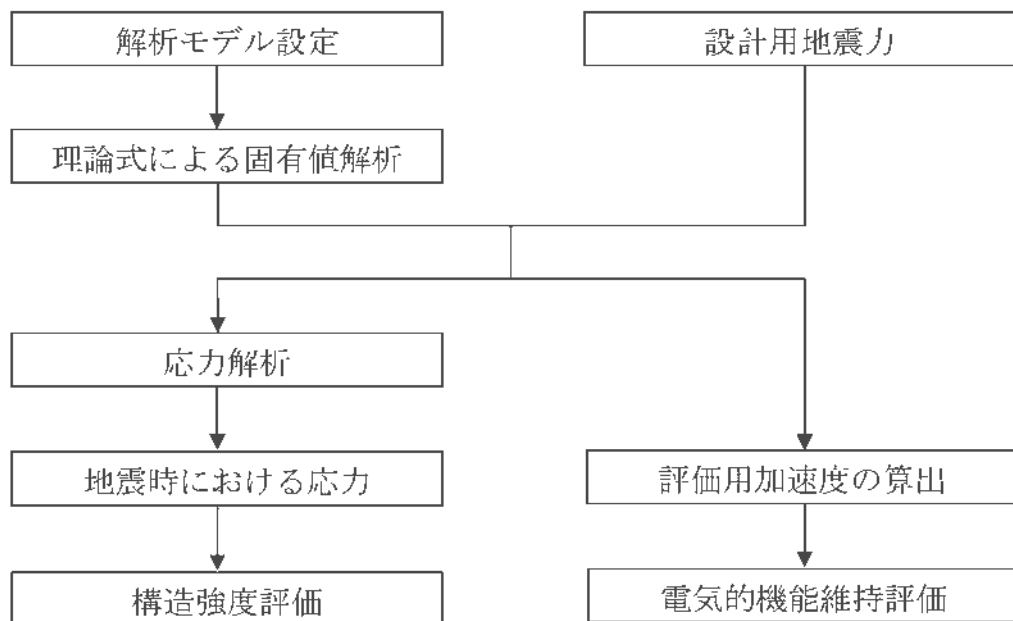 解析モデル設定
設計用地震力
理論式による固有値解析
応力解析
地震時における応力
評価用加速度の算出
構造強度評価
電気的機能維持評価